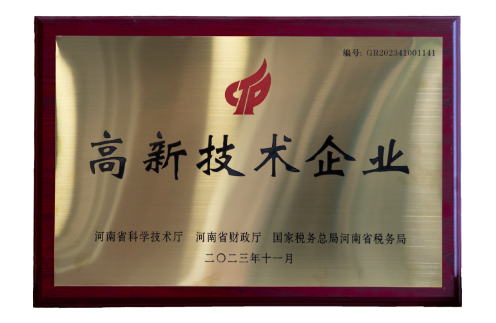 编号: GR202341001141
高新技术企业
河南省科学技术厅 河南省财政厅 国家税务总局河南省税务局
二〇二三年十一月